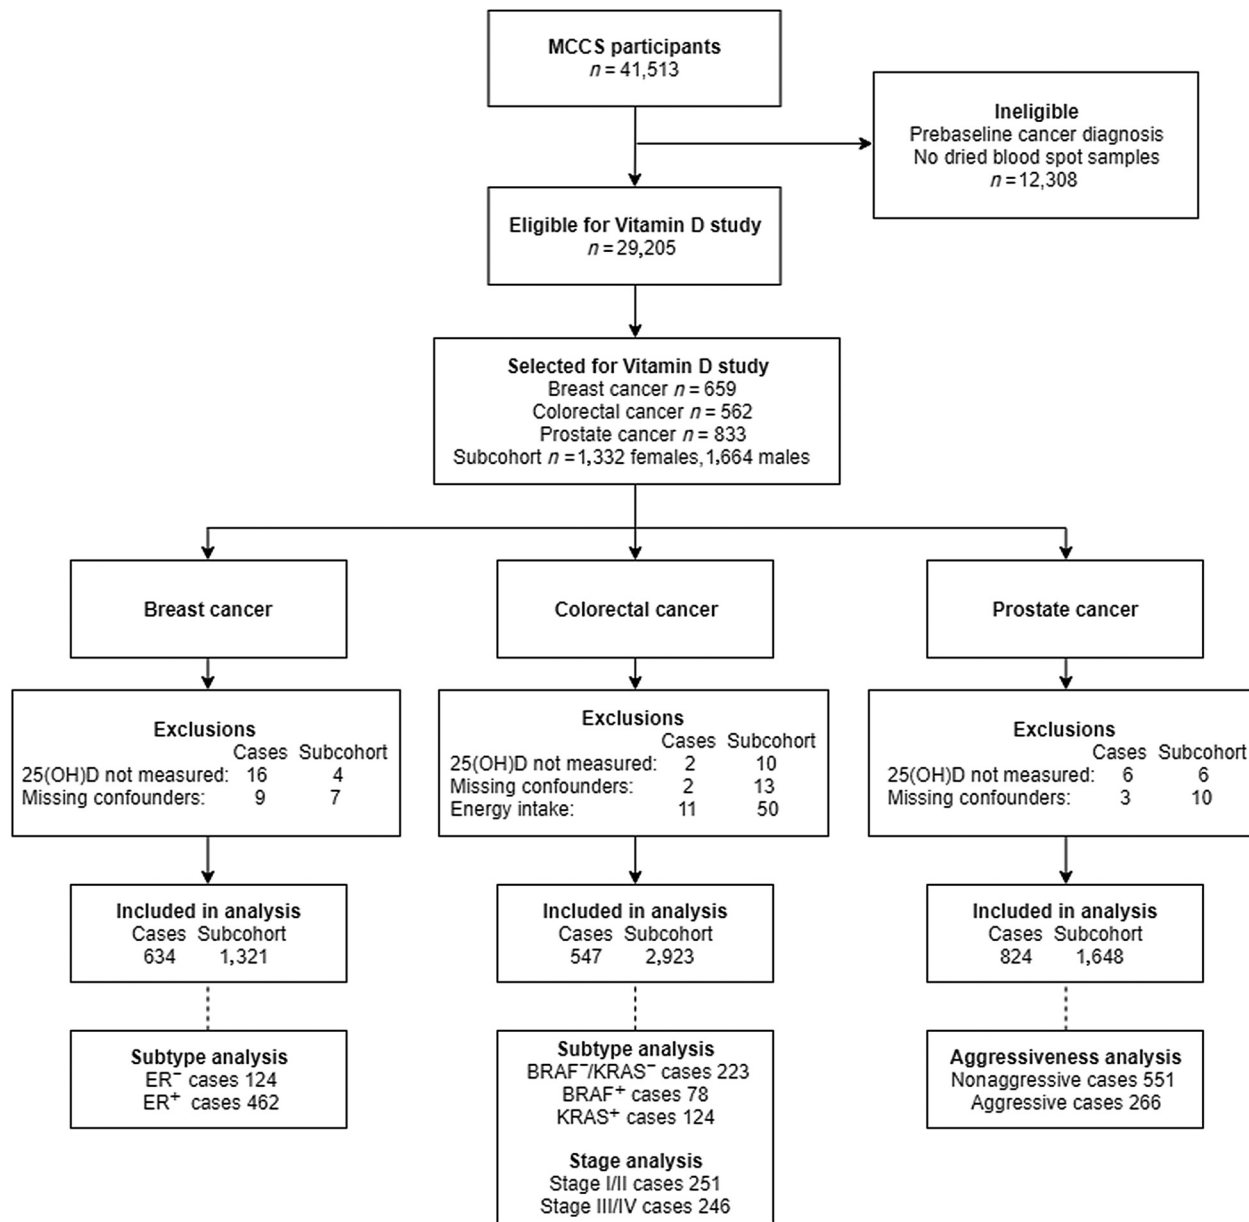 MCCS participants
n = 41,513
Ineligible
Prebaseline cancer diagnosis
No dried blood spot samples
n = 12,308
Eligible for Vitamin D study
n = 29,205
Selected for Vitamin D study
Breast cancer n = 659
Colorectal cancer n = 562
Prostate cancer n = 833
Subcohort n = 1,332 females, 1,664 males
Breast cancer
Exclusions
Cases Subcohort
25(OH)D not measured: 16 4
Missing confounders: 9 7
Included in analysis
Cases Subcohort
634 1,321
Subtype analysis
ER⁻ cases 124
ER⁺ cases 462
Colorectal cancer
Exclusions
Cases Subcohort
25(OH)D not measured: 2 10
Missing confounders: 2 13
Energy intake: 11 50
Included in analysis
Cases Subcohort
547 2,923
Subtype analysis
BRAF⁻/KRAS⁻ cases 223
BRAF⁺ cases 78
KRAS⁺ cases 124
Stage analysis
Stage I/II cases 251
Stage III/IV cases 246
Prostate cancer
Exclusions
Cases Subcohort
25(OH)D not measured: 6 6
Missing confounders: 3 10
Included in analysis
Cases Subcohort
824 1,648
Aggressiveness analysis
Nonaggressive cases 551
Aggressive cases 266